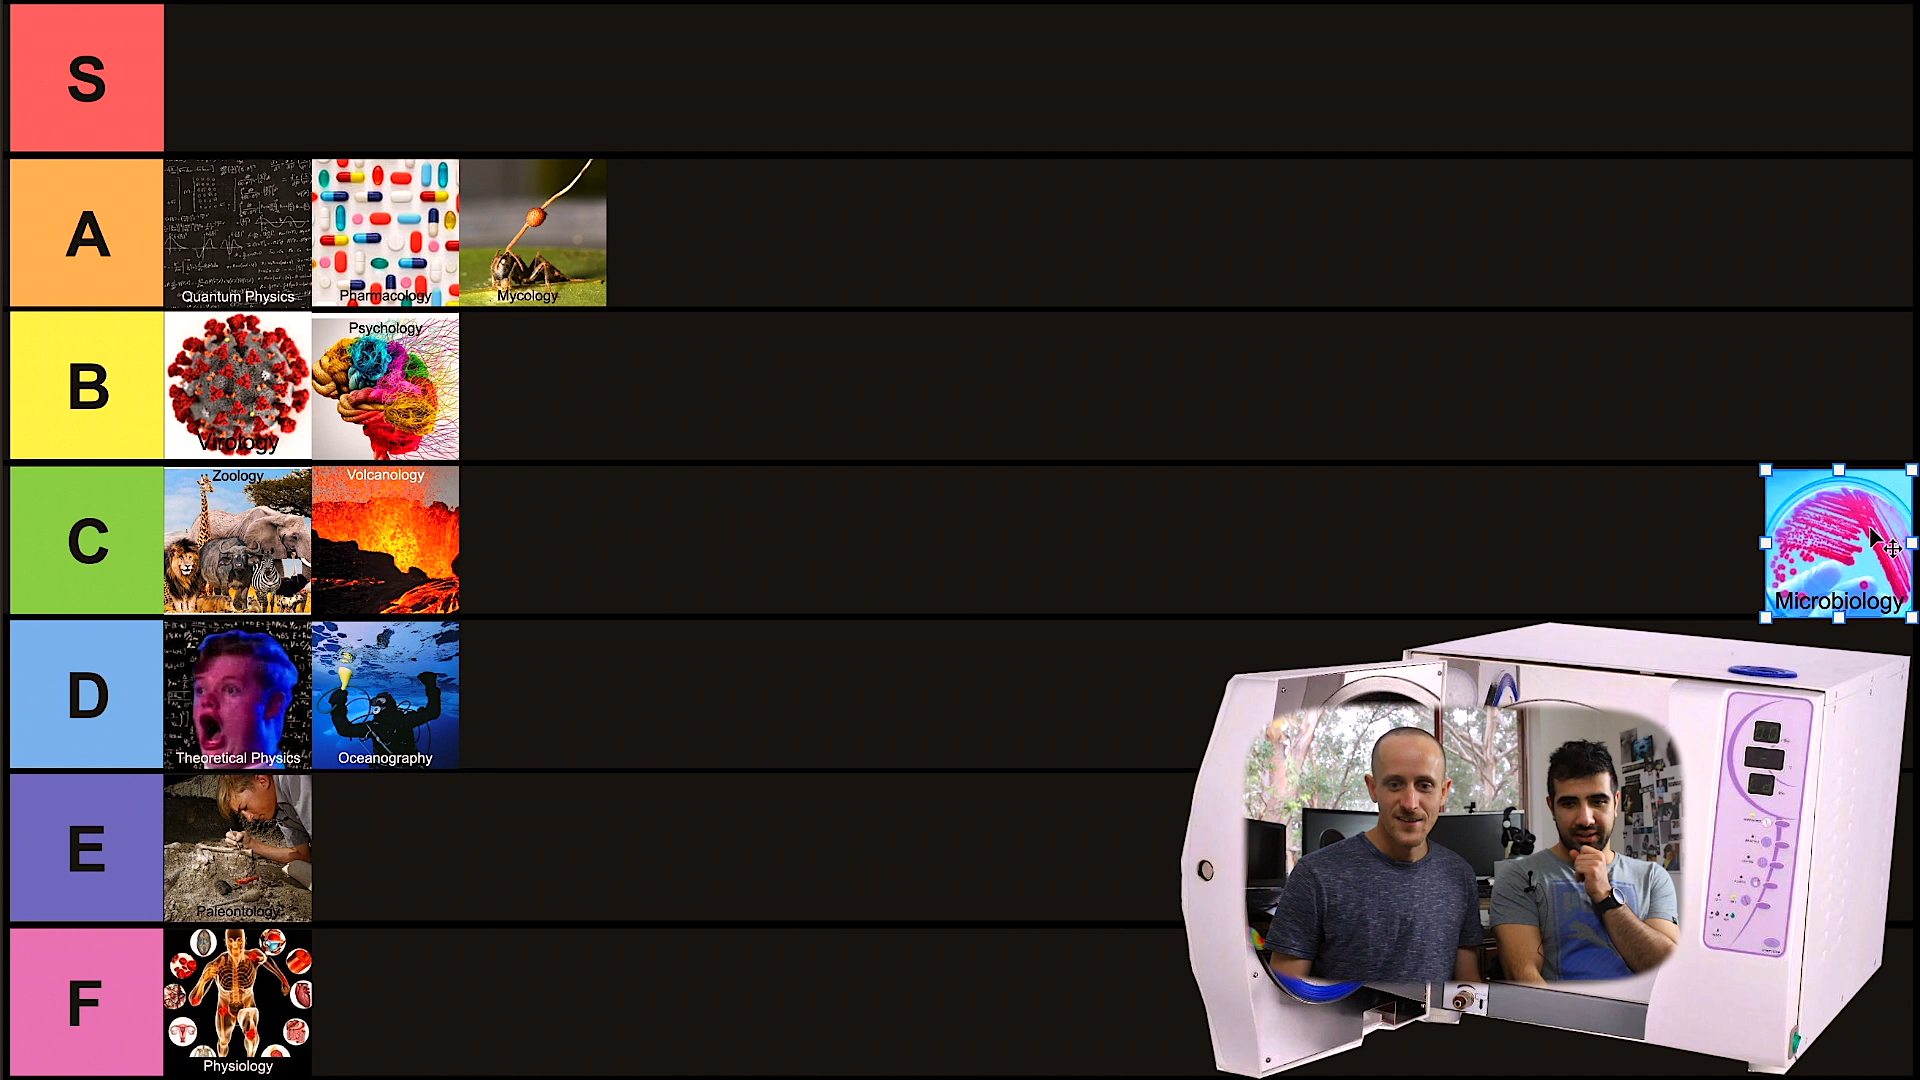 S
A
Quantum Physics
Pharmacology
Mycology
B
Virology
Psychology
C
Zoology
Volcanology
Microbiology
D
Theoretical Physics
Oceanography
E
Paleontology
F
Physiology